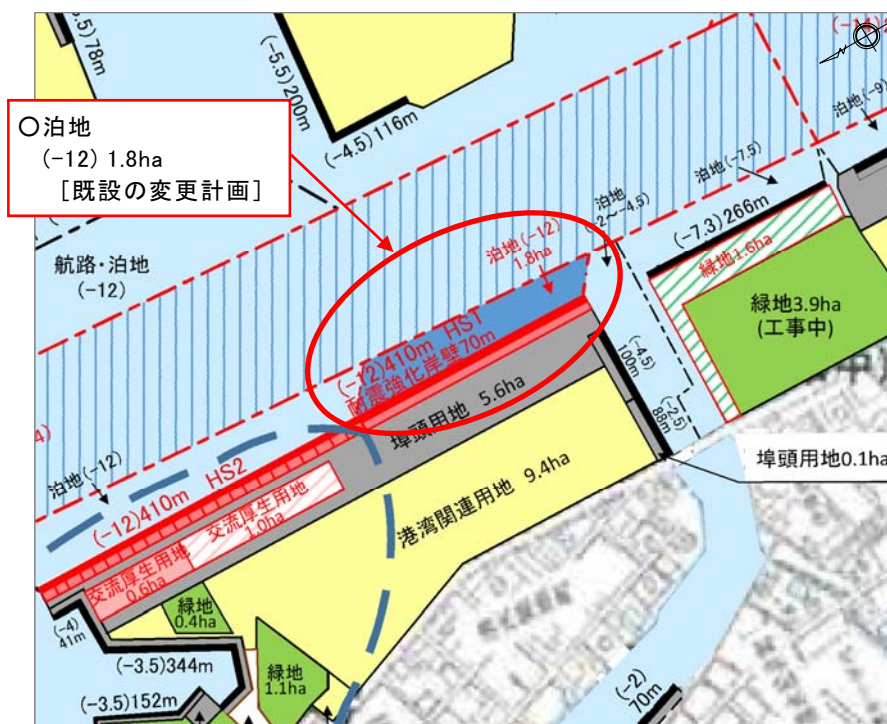 5.5)78m
(-5.5)200m
(-4.5)116m
(-14)2
N
〇泊地
(-12) 1.8ha
[既設の変更計画]
泊地(-9)
泊地(-7.5)
泊地
(-2～-4.5)
(-7.3)266m
緑地1.6ha
緑地3.9ha
(工事中)
航路・泊地
(-12)
泊地(-12)
1.8ha
(-12)410m HS1
耐震強化岸壁70m
(-4.5)
100m
(-2.5)
88m
埠頭用地 5.6ha
埠頭用地0.1ha
4)
泊地(-12)
(-12)410m HS2
港湾関連用地 9.4ha
交流厚生用地
1.0ha
交流厚生用地
0.6ha
緑地
0.4ha
(-4)
41m
(-3.5)344m
緑地
1.1ha
(-3.5)152m
(-2)
70m